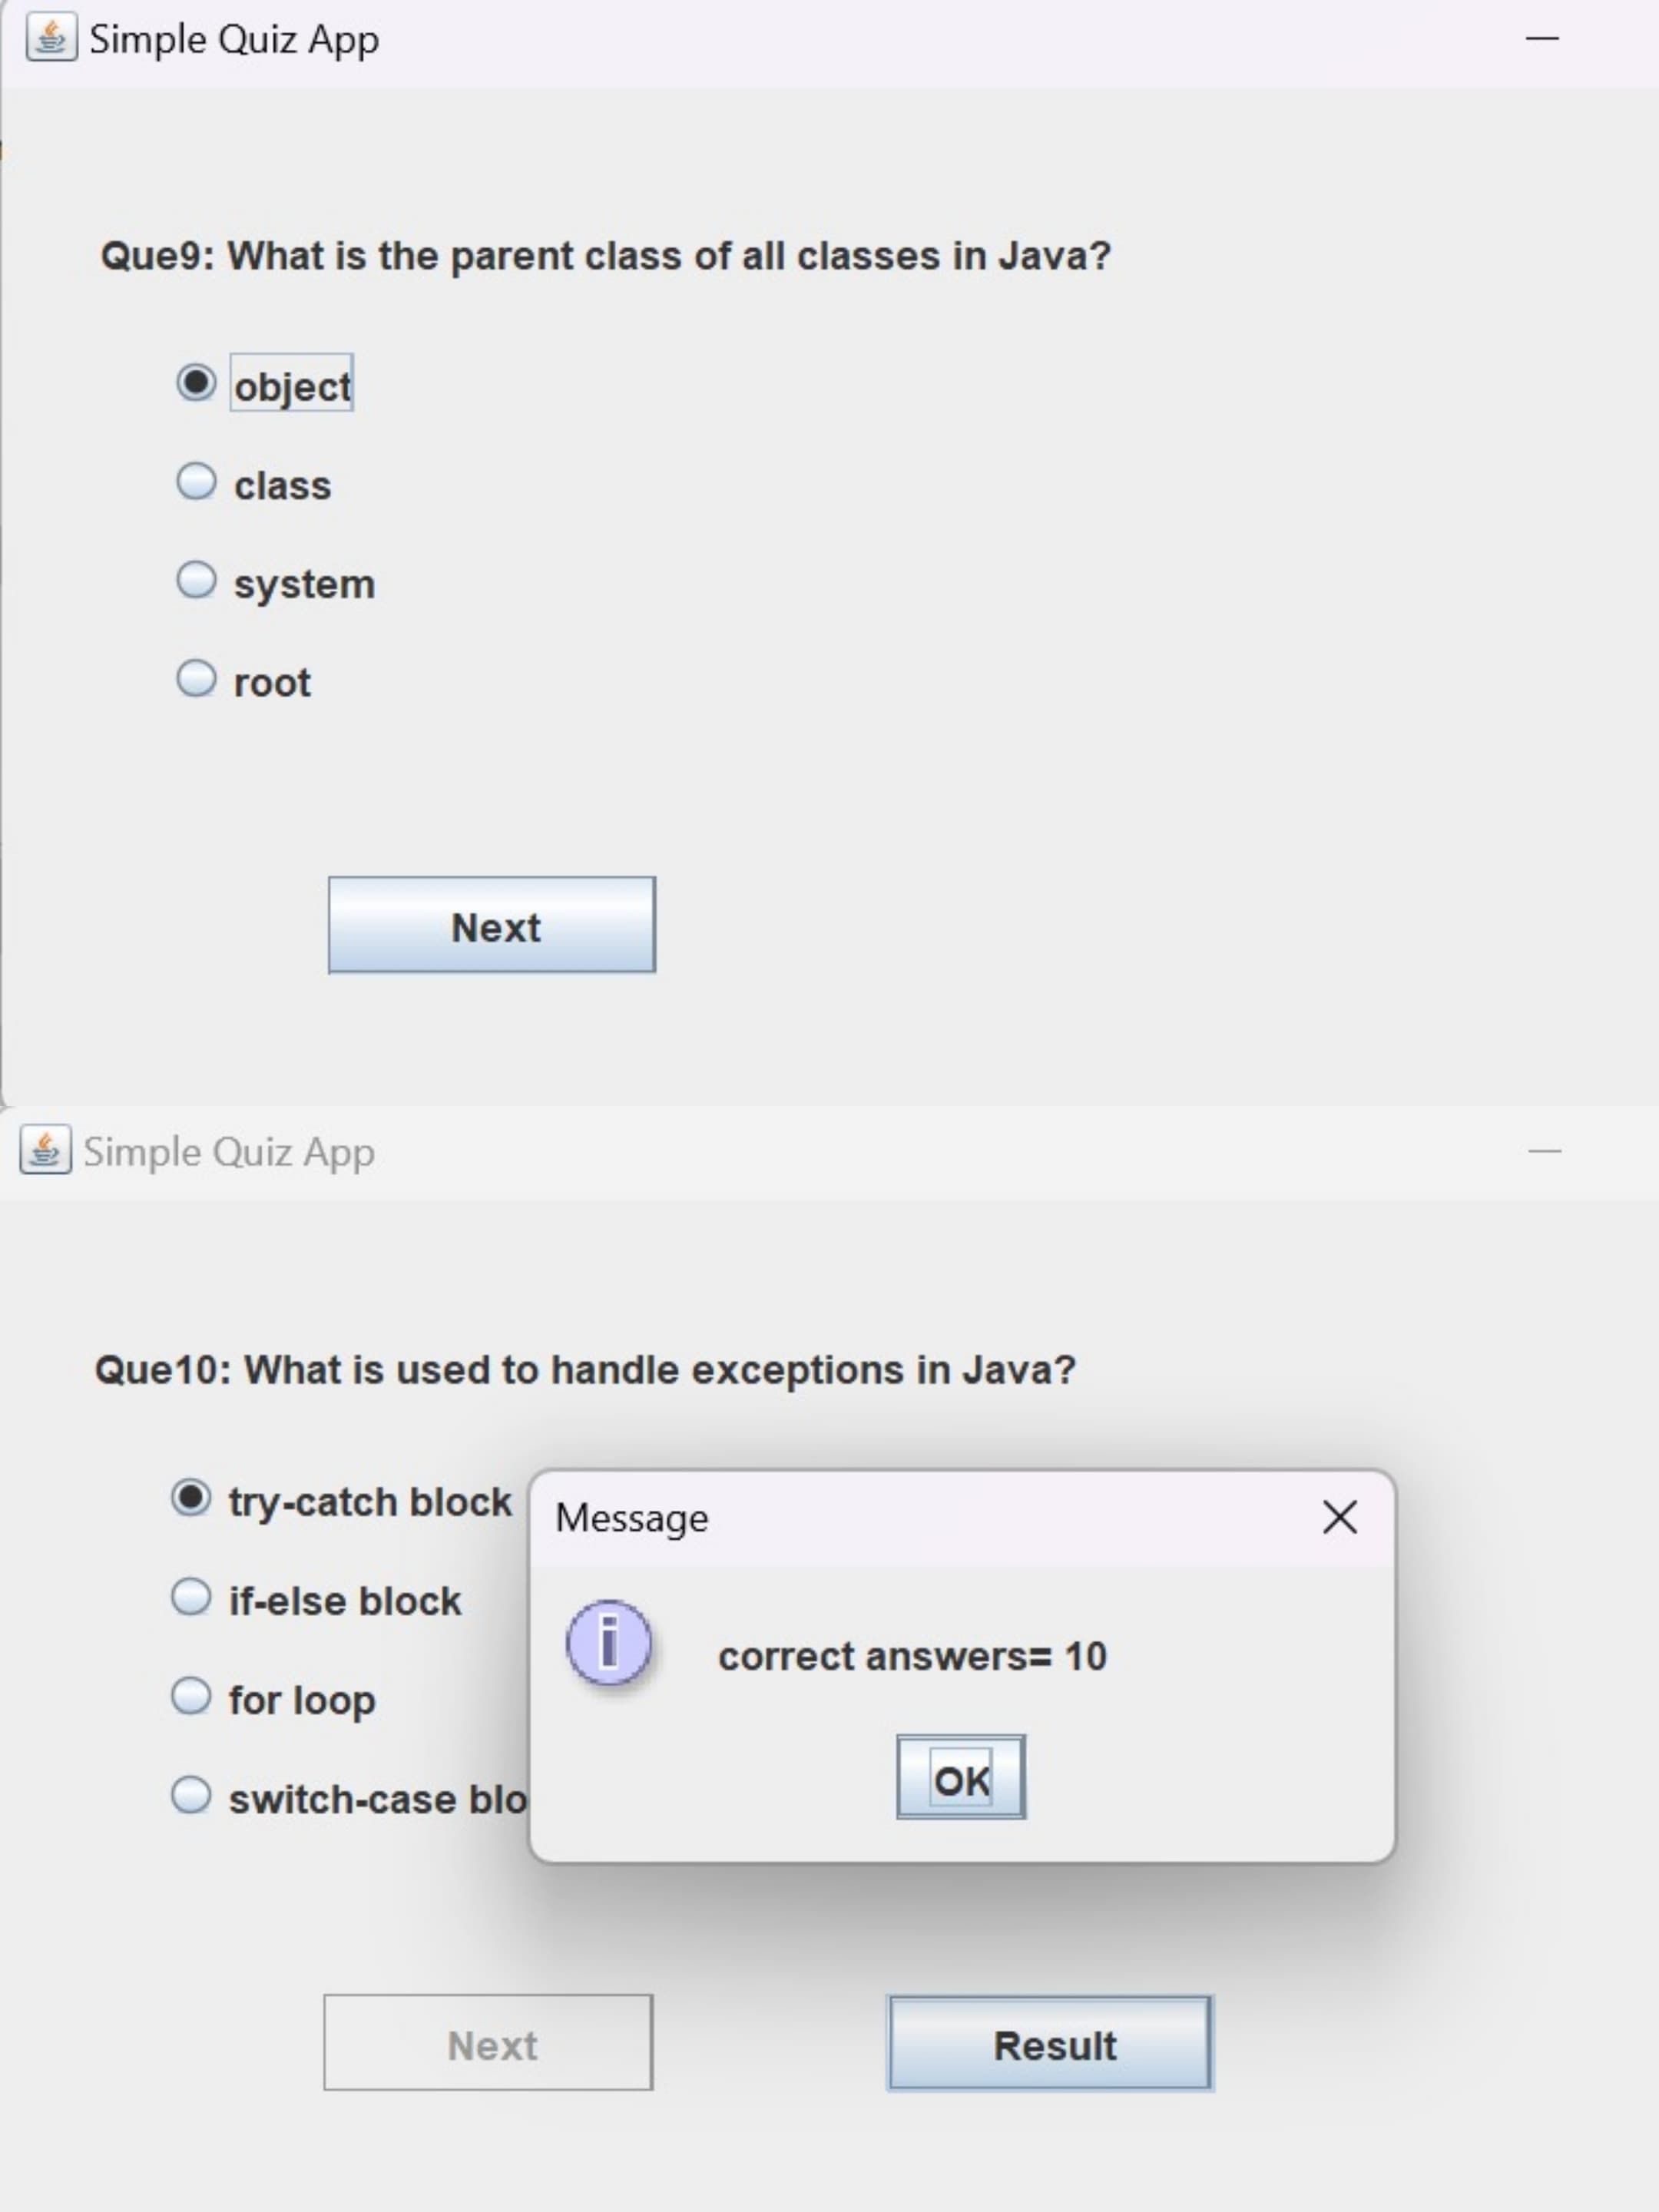 Simple Quiz App
Que9: What is the parent class of all classes in Java?
object
class
system
root
Next
Simple Quiz App
Que10: What is used to handle exceptions in Java?
try-catch block
if-else block
for loop
switch-case blo
Message
correct answers= 10
OK
Next
Result